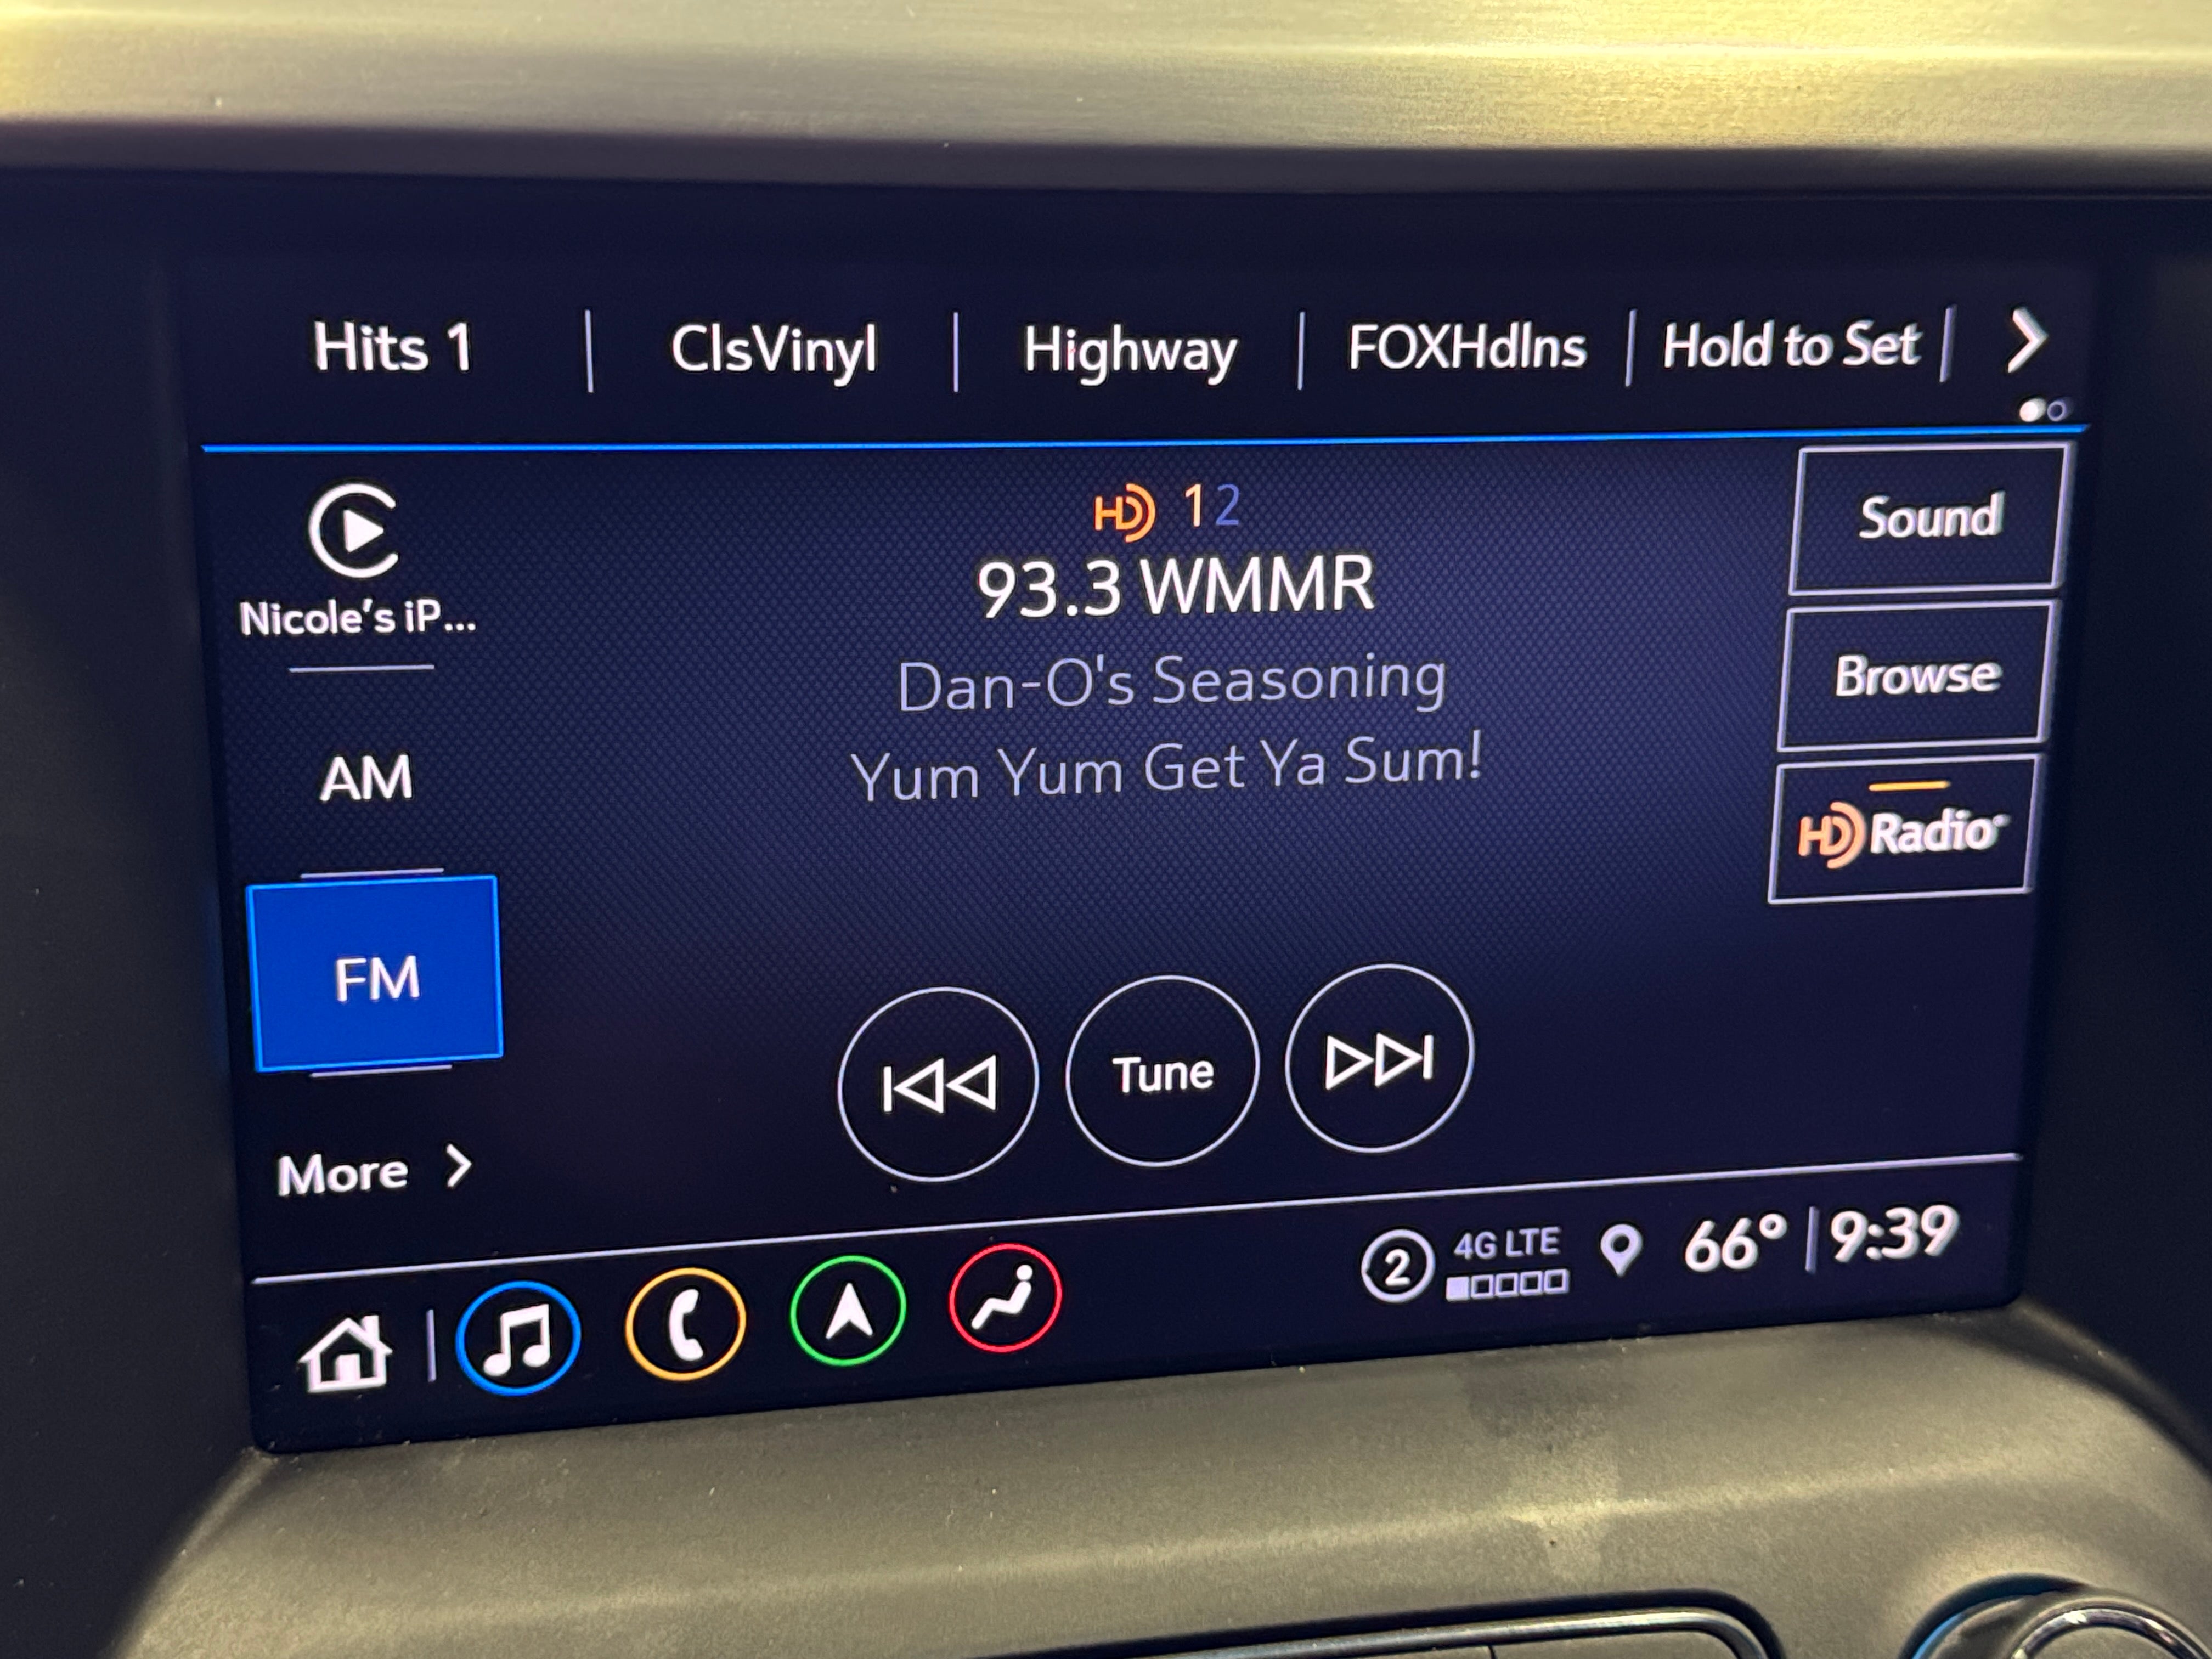 Hits 1 | ClsVinyl | Highway | FOXHdlns | Hold to Set |
HD 1 2
93.3 WMMR
Dan-O's Seasoning
Yum Yum Get Ya Sum!
Nicole's iP...
AM
FM
More
Sound
Browse
HD Radio
Tune
2 4G LTE 66° | 9:39